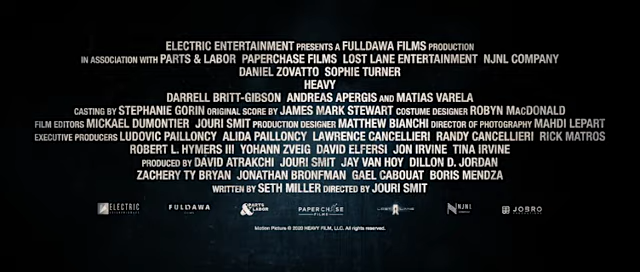 ELECTRIC ENTERTAINMENT PRESENTS A FULLDAWA FILMS PRODUCTION
IN ASSOCIATION WITH PARTS & LABOR PAPERCHASE FILMS LOST LANE ENTERTAINMENT NJNL COMPANY
DANIEL ZOVATTO SOPHIE TURNER
HEAVY
DARRELL BRITT-GIBSON ANDREAS APERGIS AND MATIAS VARELA
CASTING BY STEPHANIE GORIN ORIGINAL SCORE BY JAMES MARK STEWART COSTUME DESIGNER ROBYN MacDONALD
FILM EDITORS MICKAEL DUMONTIER JOURI SMIT PRODUCTION DESIGNER MATTHEW BIANCHI DIRECTOR OF PHOTOGRAPHY MAHDI LEPART
EXECUTIVE PRODUCERS LUDOVIC PAILLONCY ALIDA PAILLONCY LAWRENCE CANCELLIERI RANDY CANCELLIERI RICK MATROS
ROBERT L. HYMERS III YOHANN ZVEIG DAVID ELFERSI JON IRVINE TINA IRVINE
PRODUCED BY DAVID ATRAKCHI JOURI SMIT JAY VAN HOY DILLON D. JORDAN
ZACHERY TY BRYAN JONATHAN BRONFMAN GAEL CABOUAT BORIS MENDZA
WRITTEN BY SETH MILLER DIRECTED BY JOURI SMIT
ELECTRIC FULLDAWA FILMS PARTS & LABOR PAPERCHASE FILMS NJNL JOBRO
Motion Picture © 2020 HEAVY FILM, LLC. All rights reserved.